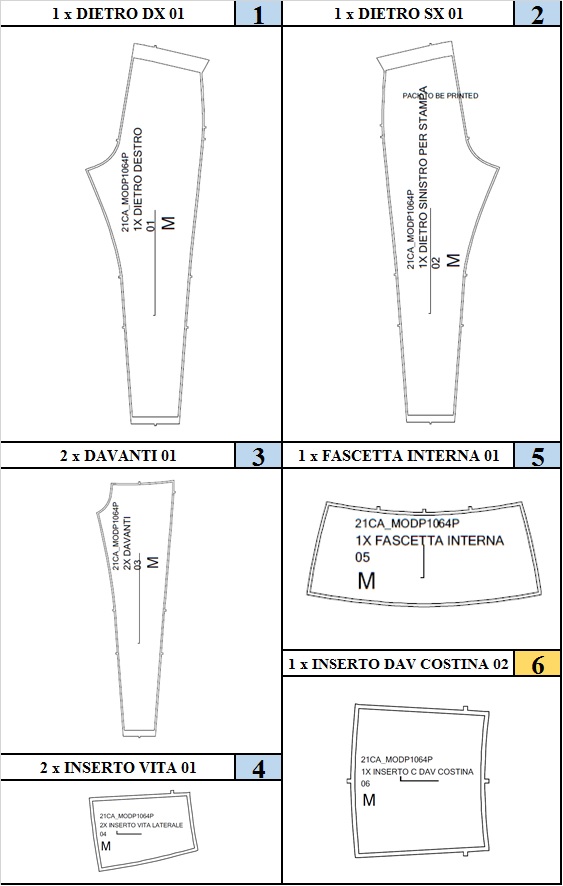 1 x DIETRO DX 01
1
21CA_MODP1064P
1X DIETRO DESTRO
01
M
1 x DIETRO SX 01
2
PACK TO BE PRINTED
21CA_MODP1064P
1X DIETRO SINISTRO PER STAMPA
02
M
2 x DAVANTI 01
3
21CA_MODP1064P
2X DAVANTI
03
M
1 x FASCETTA INTERNA 01
5
21CA_MODP1064P
1X FASCETTA INTERNA
05
M
2 x INSERTO VITA 01
4
21CA_MODP1064P
2X INSERTO VITA LATERALE
04
M
1 x INSERTO DAV COSTINA 02
6
21CA_MODP1064P
1X INSERTO C DAV COSTINA
06
M